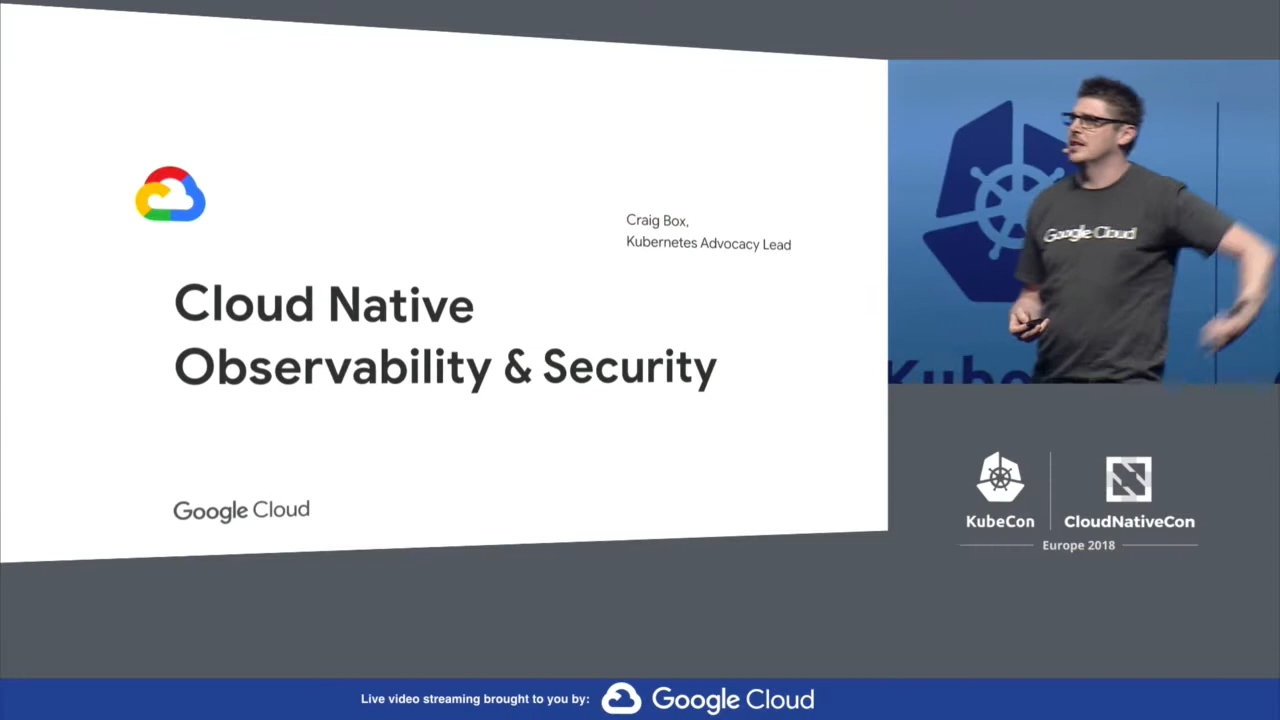 Craig Box,
Kubernetes Advocacy Lead
Cloud Native
Observability & Security
Google Cloud
Google Cloud
KubeCon
CloudNativeCon
Europe 2018
Live video streaming brought to you by: Google Cloud